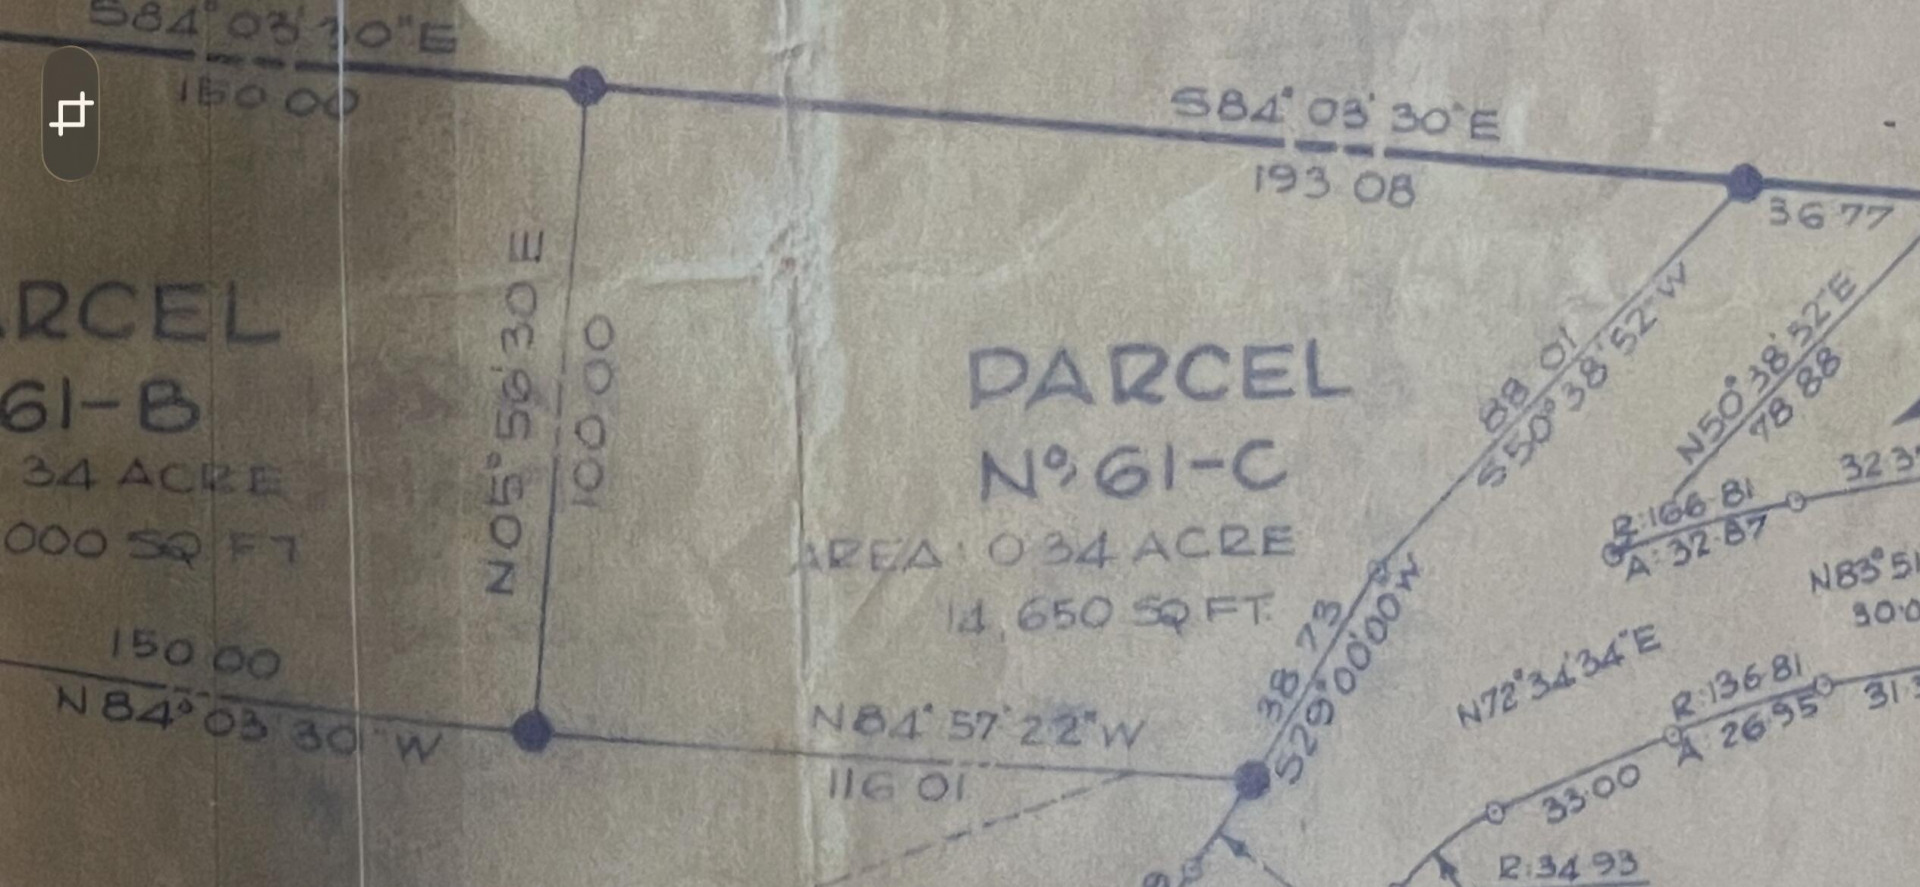 S84° 03' 30"E
150.00
S84° 03' 30"E
193.08
36.77
N05° 56' 30 E
100.00
RCEL
61-B
34 ACRE
000 SQ FT
150.00
N84° 03' 30" W
PARCEL
Nº 61-C
AREA: 0.34 ACRE
14,650 SQ FT.
88.01
S50° 38' 52" W
N50° 38' 52" E
78.88
38.73
S29° 00' 00 W
N84° 57' 22" W
116.01
R:166.81
A:32.87
N83° 51
N72° 34' 34" E
R:136.81
A:26.95
33.00
R:34.93